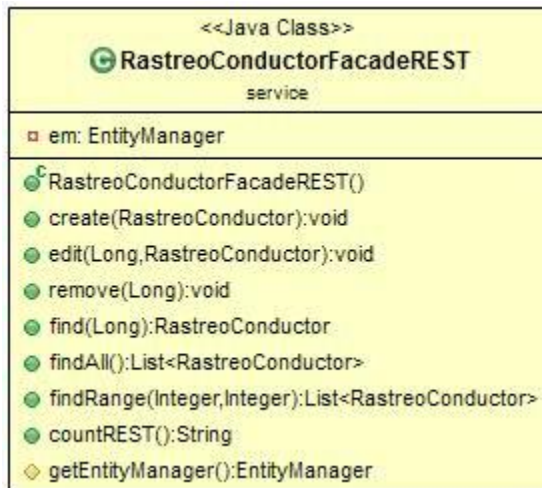 <<Java Class>>
RastreoConductorFacadeREST
service
em: EntityManager
RastreoConductorFacadeREST()
create(RastreoConductor):void
edit(Long,RastreoConductor):void
remove(Long):void
find(Long):RastreoConductor
findAll():List<RastreoConductor>
findRange(Integer,Integer):List<RastreoConductor>
countREST():String
getEntityManager():EntityManager